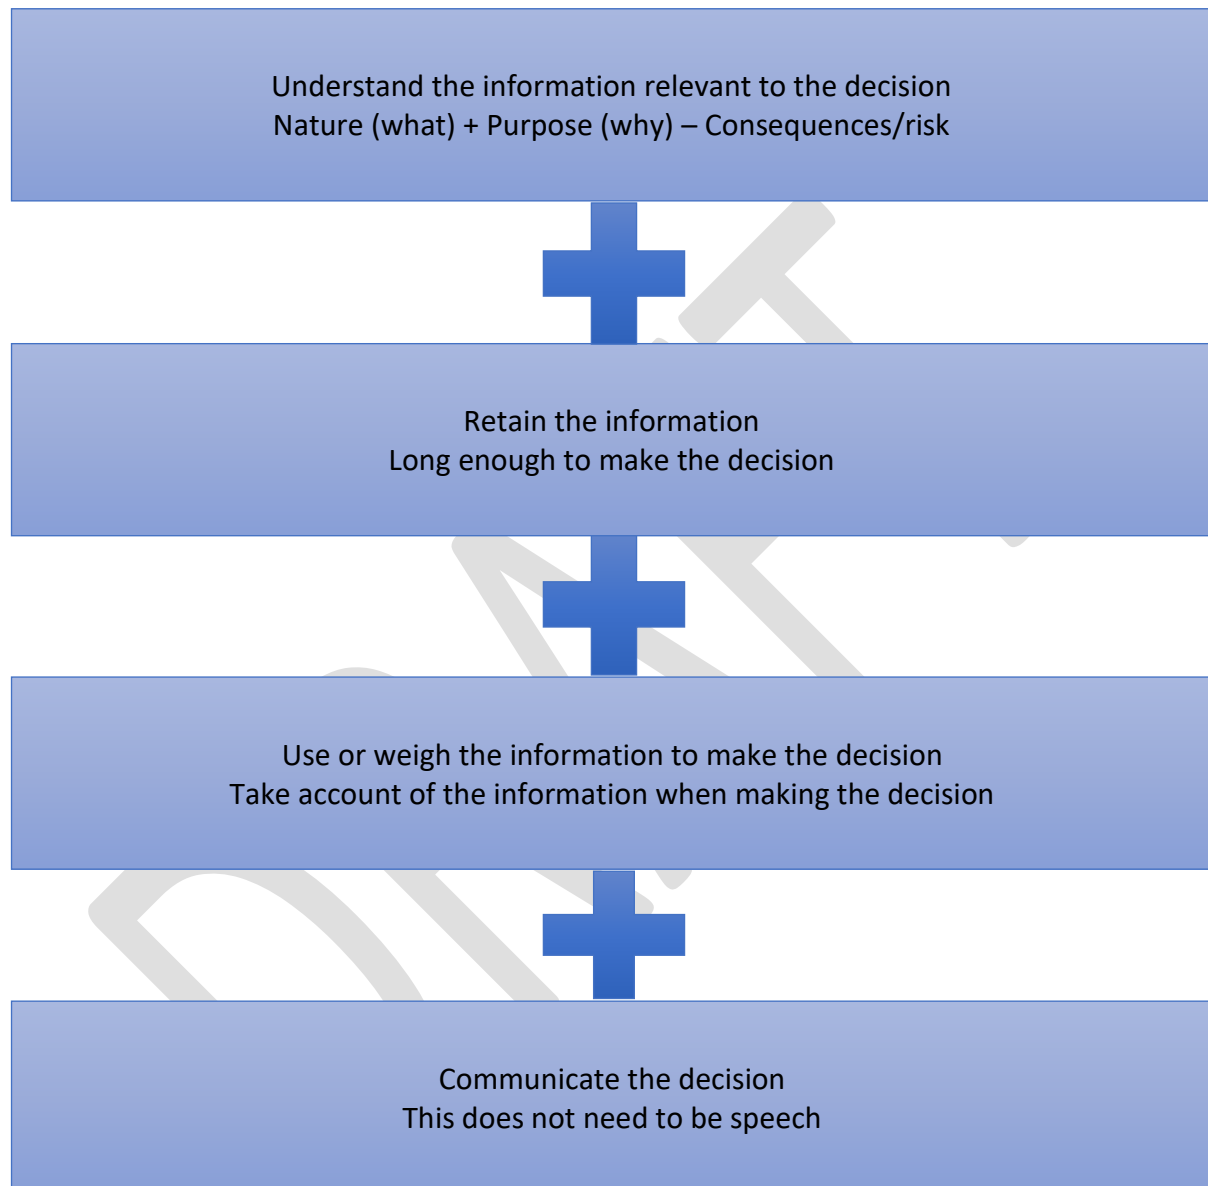 Understand the information relevant to the decision
Nature (what) + Purpose (why) – Consequences/risk
Retain the information
Long enough to make the decision
Use or weigh the information to make the decision
Take account of the information when making the decision
Communicate the decision
This does not need to be speech